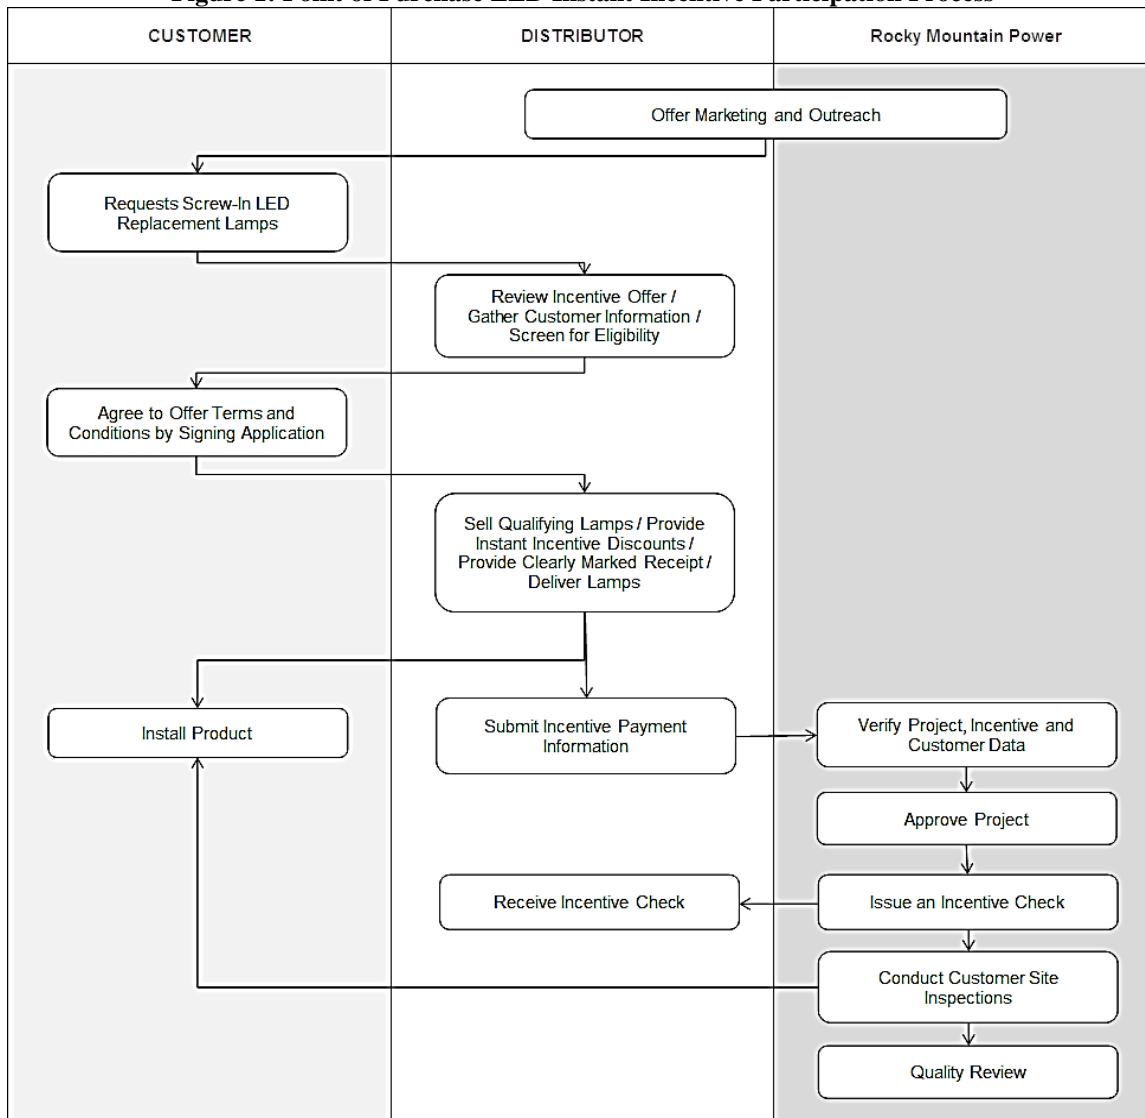 CUSTOMER
DISTRIBUTOR
Rocky Mountain Power
Offer Marketing and Outreach
Requests Screw-In LED
Replacement Lamps
Review Incentive Offer /
Gather Customer Information /
Screen for Eligibility
Agree to Offer Terms and
Conditions by Signing Application
Sell Qualifying Lamps / Provide
Instant Incentive Discounts /
Provide Clearly Marked Receipt /
Deliver Lamps
Install Product
Submit Incentive Payment
Information
Verify Project, Incentive and
Customer Data
Approve Project
Receive Incentive Check
Issue an Incentive Check
Conduct Customer Site
Inspections
Quality Review